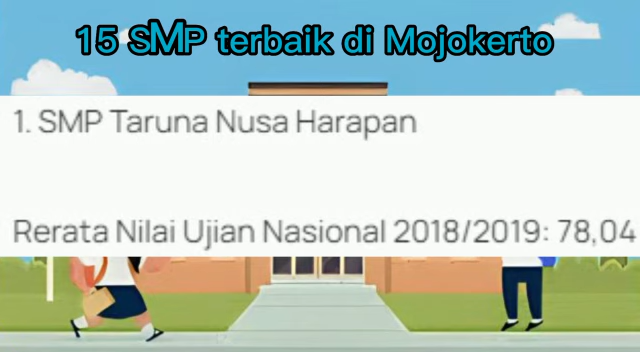 15 SMP terbaik di Mojokerto
1. SMP Taruna Nusa Harapan
Rerata Nilai Ujian Nasional 2018/2019: 78,04